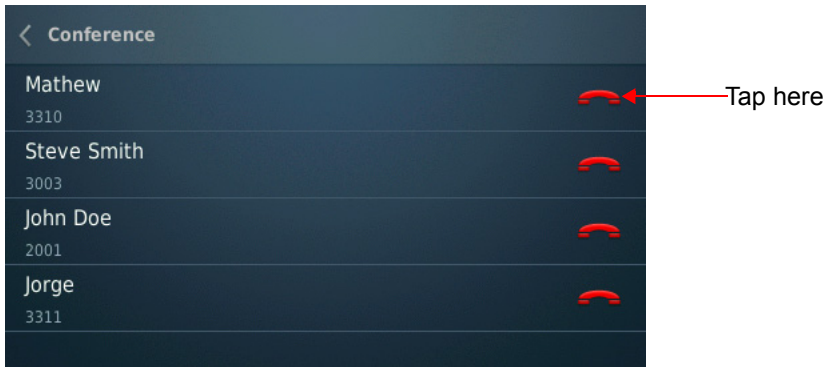 Conference
Mathew
3310
Tap here
Steve Smith
3003
John Doe
2001
Jorge
3311